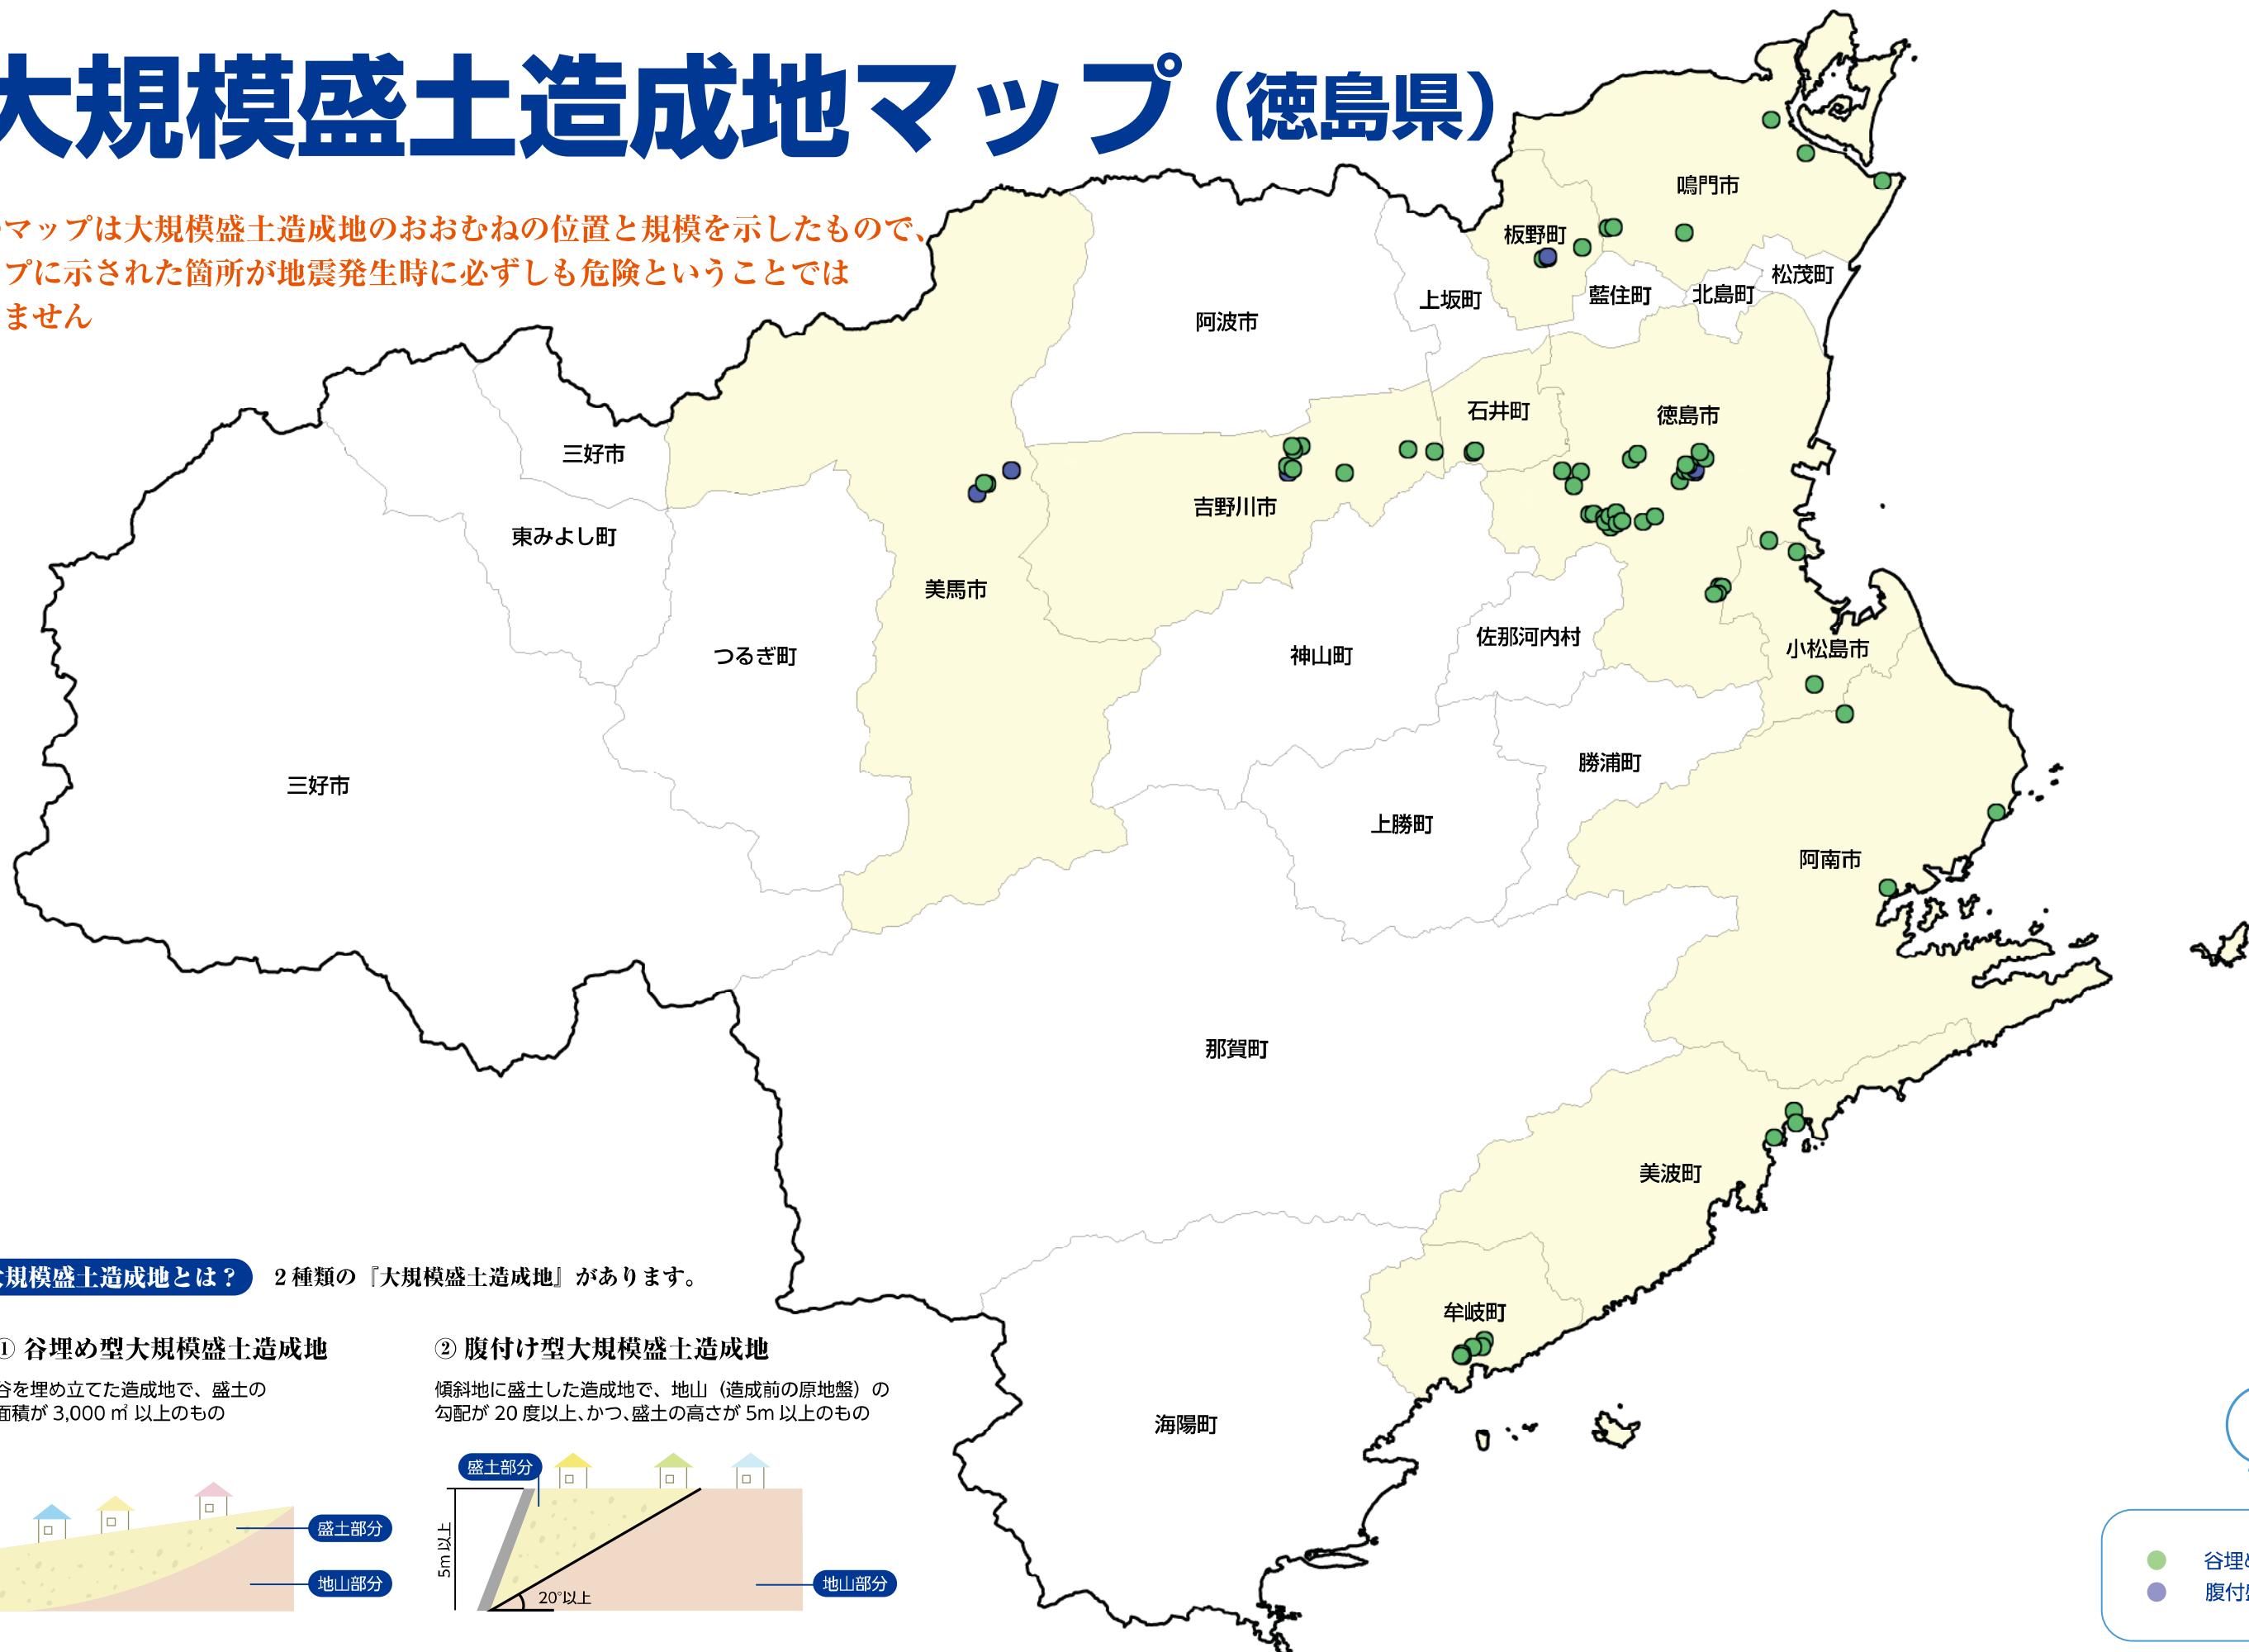 大規模盛土造成地マップ（徳島県）
マップは大規模盛土造成地のおおむねの位置と規模を示したもので、
プに示された箇所が地震発生時に必ずしも危険ということでは
ません
鳴門市
板野町
松茂町
藍住町
北島町
上坂町
阿波市
石井町
徳島市
三好市
吉野川市
東みよし町
美馬市
佐那河内村
小松島市
つるぎ町
神山町
勝浦町
三好市
上勝町
阿南市
那賀町
美波町
牟岐町
海陽町
大規模盛土造成地とは？
２種類の『大規模盛土造成地』があります。
① 谷埋め型大規模盛土造成地
谷を埋め立てた造成地で、盛土の
面積が 3,000 ㎡ 以上のもの
盛土部分
地山部分
② 腹付け型大規模盛土造成地
傾斜地に盛土した造成地で、地山（造成前の原地盤）の
勾配が 20 度以上、かつ、盛土の高さが 5m 以上のもの
盛土部分
5m 以上
20°以上
地山部分
谷埋め
腹付